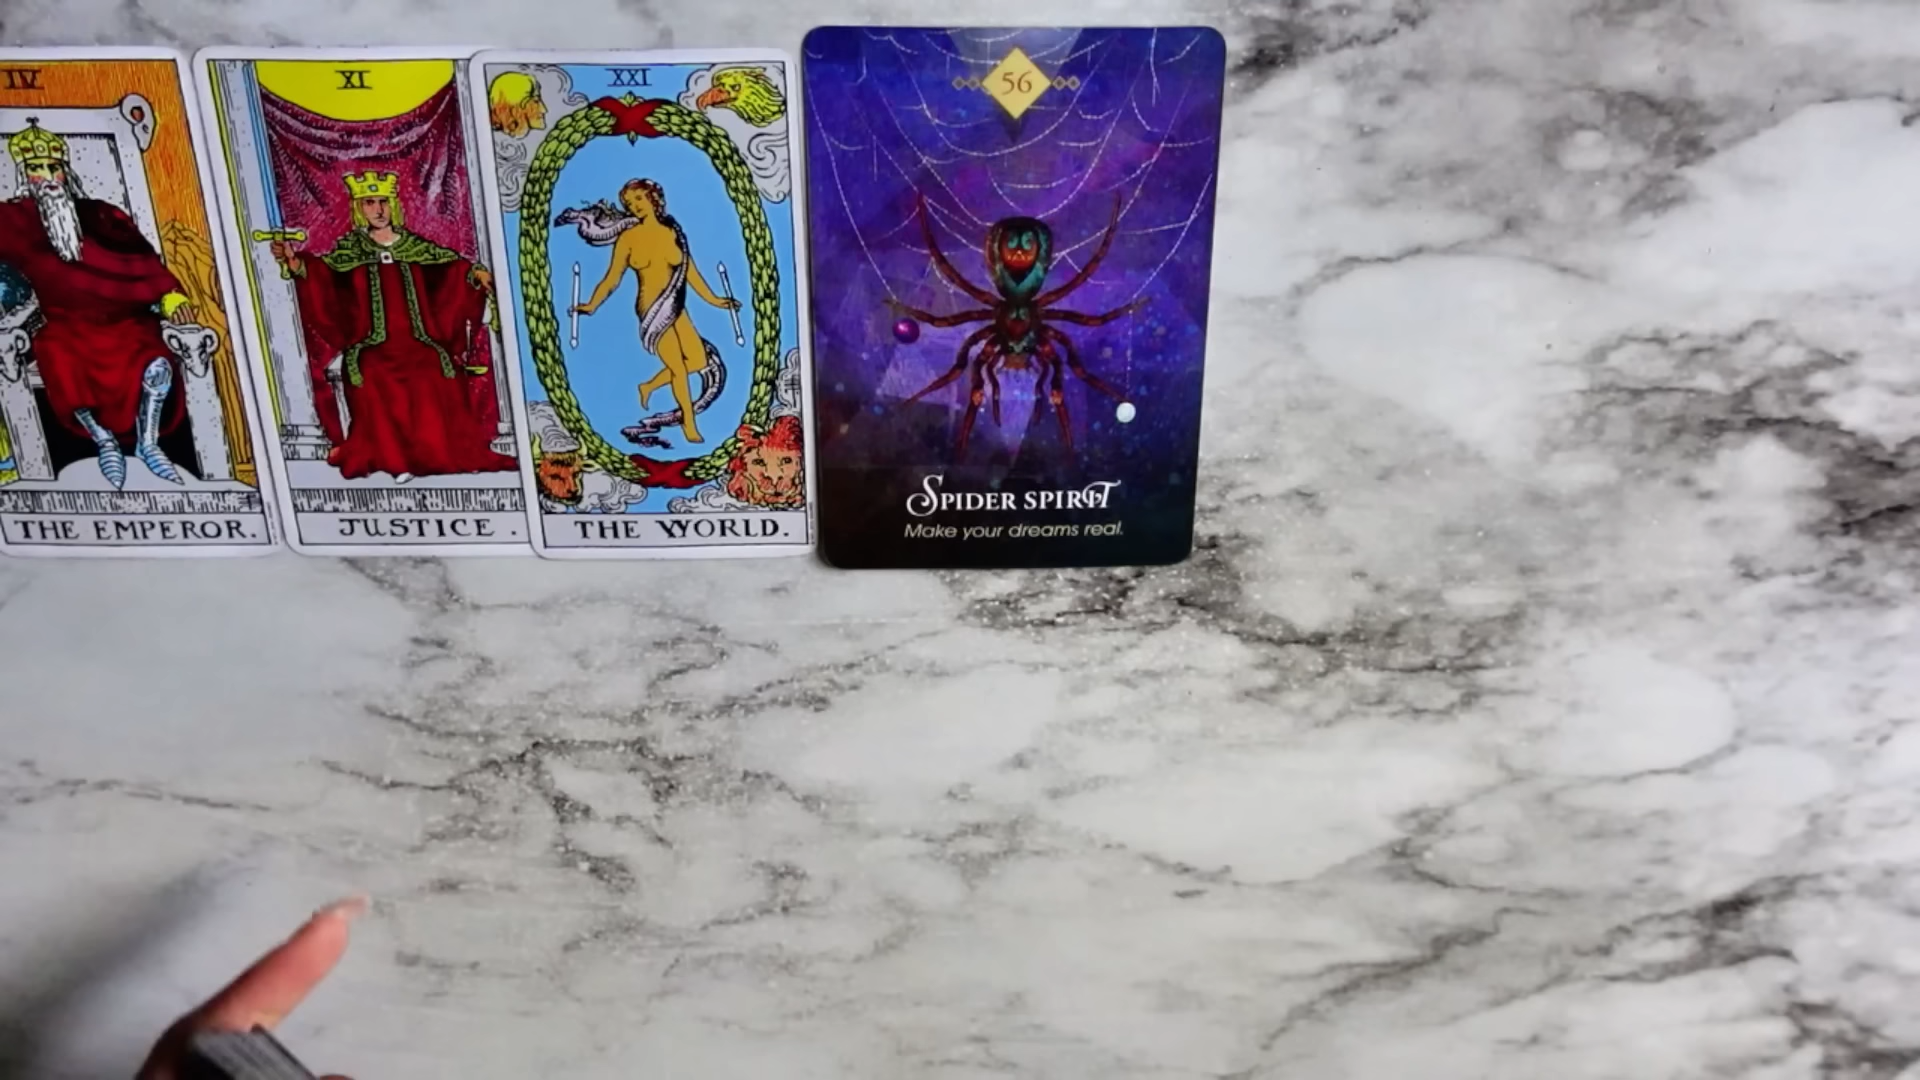 IV
THE EMPEROR.
XI
JUSTICE.
XXI
THE WORLD.
56
SPIDER SPIRIT
Make your dreams real.